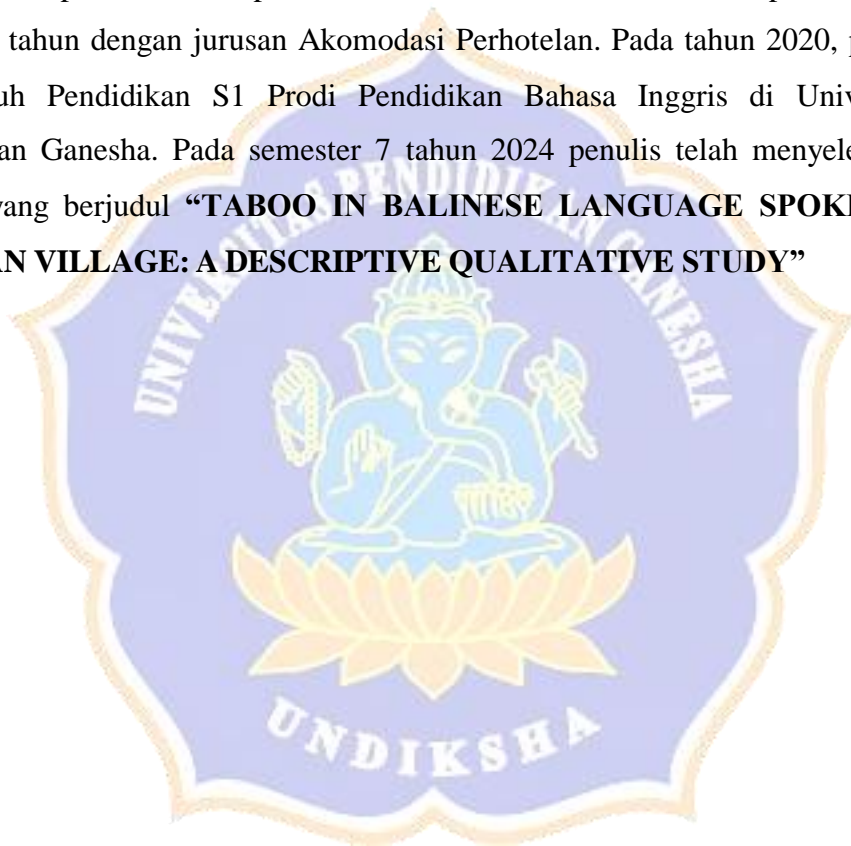 tahun dengan jurusan Akomodasi Perhotelan. Pada tahun 2020, p
uh Pendidikan S1 Prodi Pendidikan Bahasa Inggris di Univ
an Ganesha. Pada semester 7 tahun 2024 penulis telah menyele
yang berjudul “TABOO IN BALINESE LANGUAGE SPOK
AN VILLAGE: A DESCRIPTIVE QUALITATIVE STUDY”
UNIVERSITAS PENDIDIKAN GANESHA
UNDIKSHA